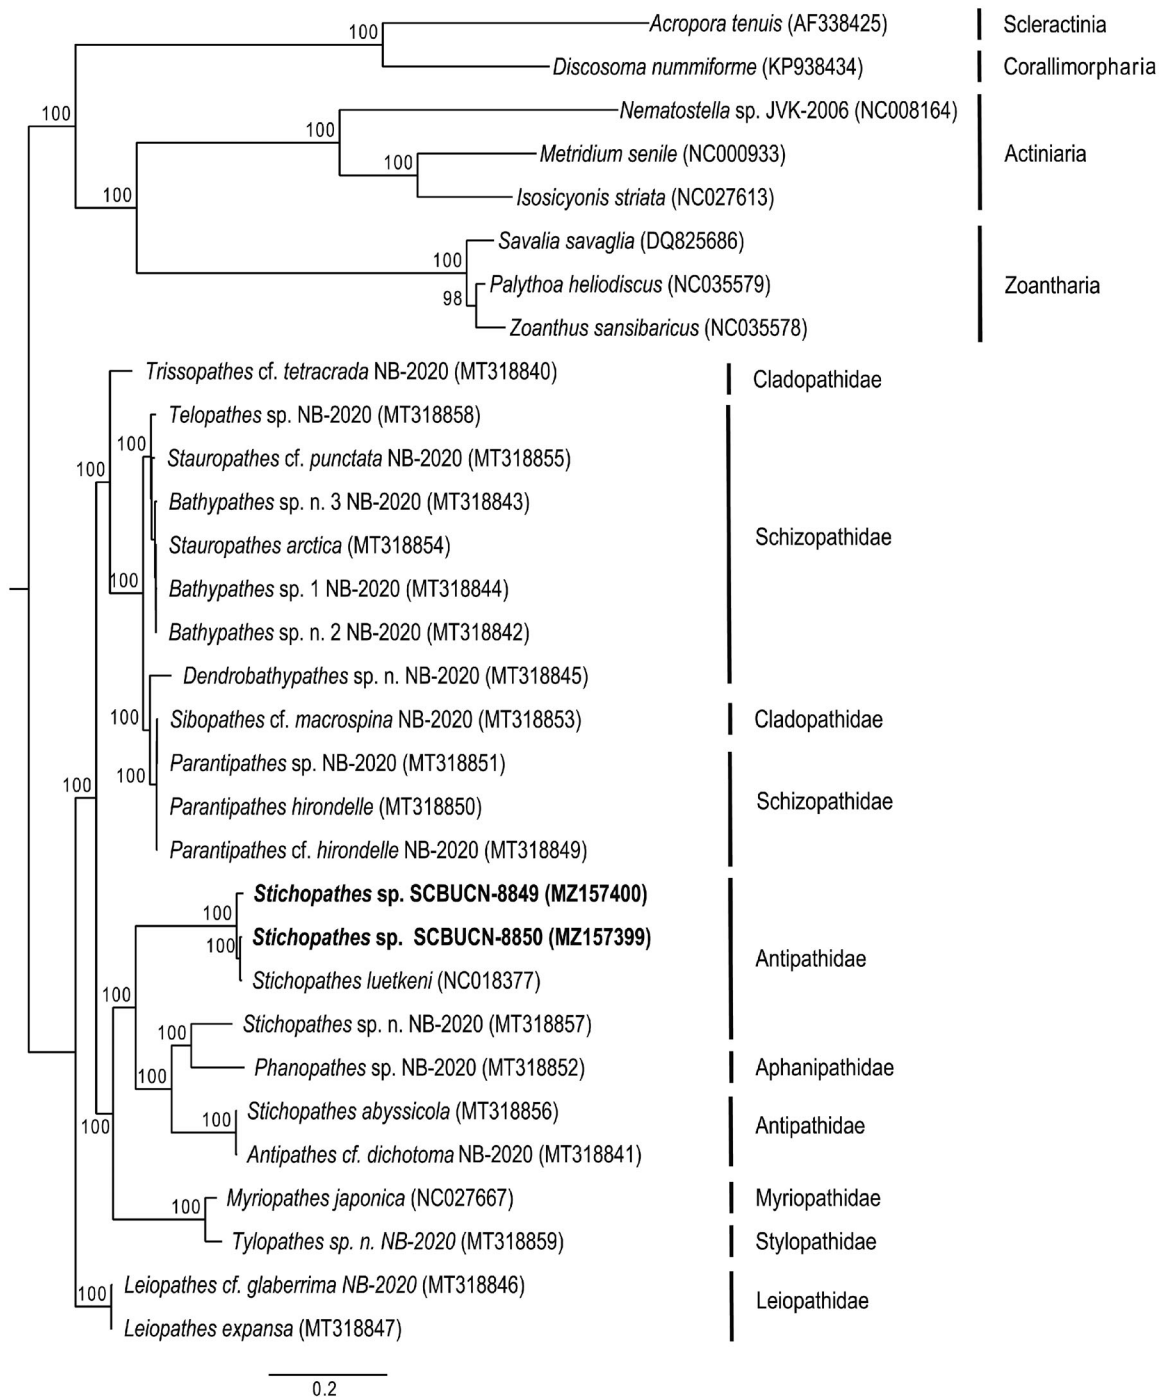 Acropora tenuis (AF338425)
Scleractinia
100
Discosoma nummiforme (KP938434)
Corallimorpharia
100
Nematostella sp. JVK-2006 (NC008164)
100
Metridium senile (NC000933)
Actiniaria
100
Isosicyonis striata (NC027613)
100
Savalia savaglia (DQ825686)
100
Palythoa heliodiscus (NC035579)
Zoantharia
98
Zoanthus sansibaricus (NC035578)
Trissopathes cf. tetracrada NB-2020 (MT318840)
Cladopathidae
Telopathes sp. NB-2020 (MT318858)
100
Stauropathes cf. punctata NB-2020 (MT318855)
100
Bathypathes sp. n. 3 NB-2020 (MT318843)
Schizopathidae
Stauropathes arctica (MT318854)
100
Bathypathes sp. 1 NB-2020 (MT318844)
Bathypathes sp. n. 2 NB-2020 (MT318842)
Dendrobathypathes sp. n. NB-2020 (MT318845)
100
Sibopathes cf. macrospina NB-2020 (MT318853)
Cladopathidae
Parantipathes sp. NB-2020 (MT318851)
100
100
Parantipathes hirondelle (MT318850)
Schizopathidae
Parantipathes cf. hirondelle NB-2020 (MT318849)
Stichopathes sp. SCBUCN-8849 (MZ157400)
100
Stichopathes sp. SCBUCN-8850 (MZ157399)
100
Antipathidae
Stichopathes luetkeni (NC018377)
100
Stichopathes sp. n. NB-2020 (MT318857)
100
Phanopathes sp. NB-2020 (MT318852)
Aphanipathidae
100
Stichopathes abyssicola (MT318856)
100
Antipathidae
100
Antipathes cf. dichotoma NB-2020 (MT318841)
Myriopathes japonica (NC027667)
Myriopathidae
100
Tylopathes sp. n. NB-2020 (MT318859)
Stylopathidae
Leiopathes cf. glaberrima NB-2020 (MT318846)
100
Leiopathidae
Leiopathes expansa (MT318847)
0.2